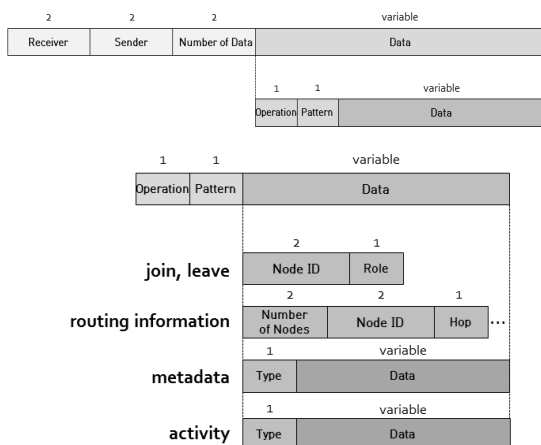 2 2 2 variable
Receiver Sender Number of Data Data
1 1 variable
Operation Pattern Data
1 1 variable
Operation Pattern Data
2 1
join, leave Node ID Role
2 2 1
routing information Number of Nodes Node ID Hop ...
1 variable
metadata Type Data
1 variable
activity Type Data